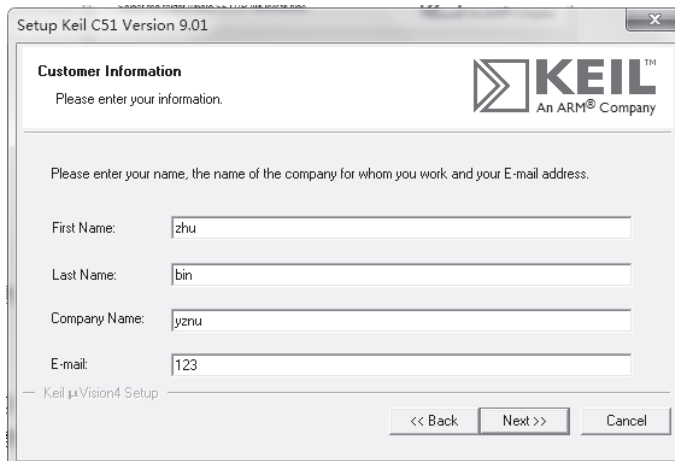 Setup Keil C51 Version 9.01
Customer Information
Please enter your information.
KEIL™
An ARM® Company
Please enter your name, the name of the company for whom you work and your E-mail address.
First Name: zhu
Last Name: bin
Company Name: yznu
E-mail: 123
Keil µVision4 Setup
<< Back Next >> Cancel